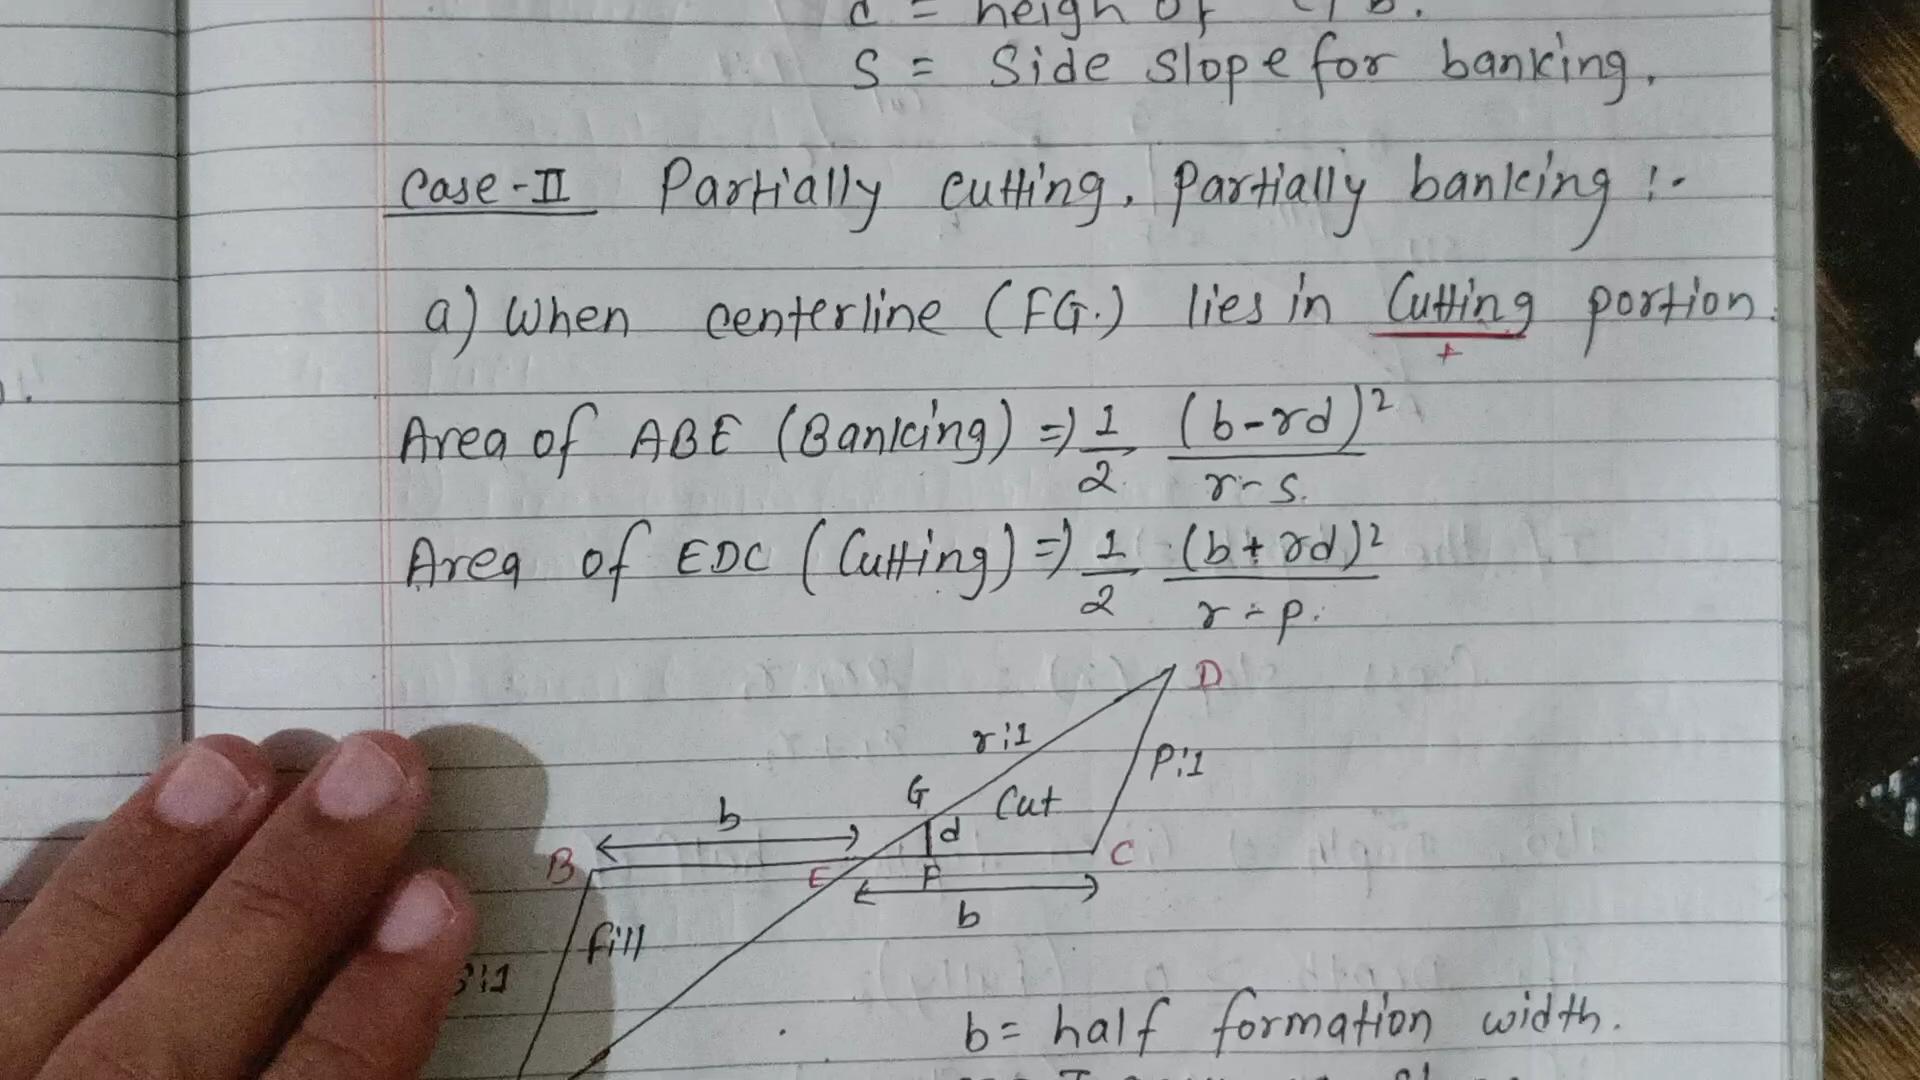 S = Side slope for banking.
Case-II Partially cutting, Partially banking :-
a) When centerline (FG.) lies in Cutting portion.
+
Area of ABE (Banking) => 1/2 (b-rd)²/r-s.
Area of EDC (Cutting) => 1/2 (b+rd)²/r-p.
D
r:1
P:1
G
Cut
b
d
B
E
F
C
b
fill
:1
b = half formation width.